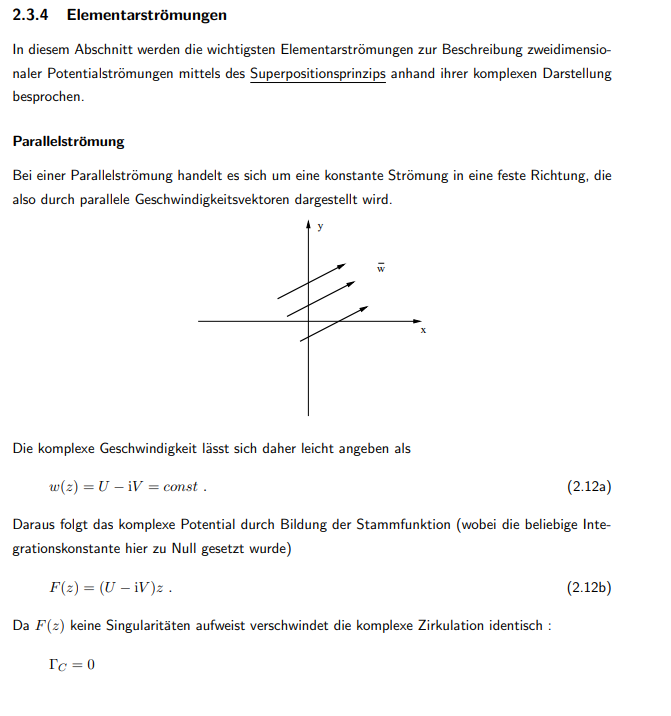 2.3.4 Elementarströmungen
In diesem Abschnitt werden die wichtigsten Elementarströmungen zur Beschreibung zweidimensio-
naler Potentialströmungen mittels des Superpositionsprinzips anhand ihrer komplexen Darstellung
besprochen.
Parallelströmung
Bei einer Parallelströmung handelt es sich um eine konstante Strömung in eine feste Richtung, die
also durch parallele Geschwindigkeitsvektoren dargestellt wird.
y
w̄
x
Die komplexe Geschwindigkeit lässt sich daher leicht angeben als
w(z) = U − iV = const . (2.12a)
Daraus folgt das komplexe Potential durch Bildung der Stammfunktion (wobei die beliebige Inte-
grationskonstante hier zu Null gesetzt wurde)
F(z) = (U − iV)z . (2.12b)
Da F(z) keine Singularitäten aufweist verschwindet die komplexe Zirkulation identisch :
Γ_C = 0